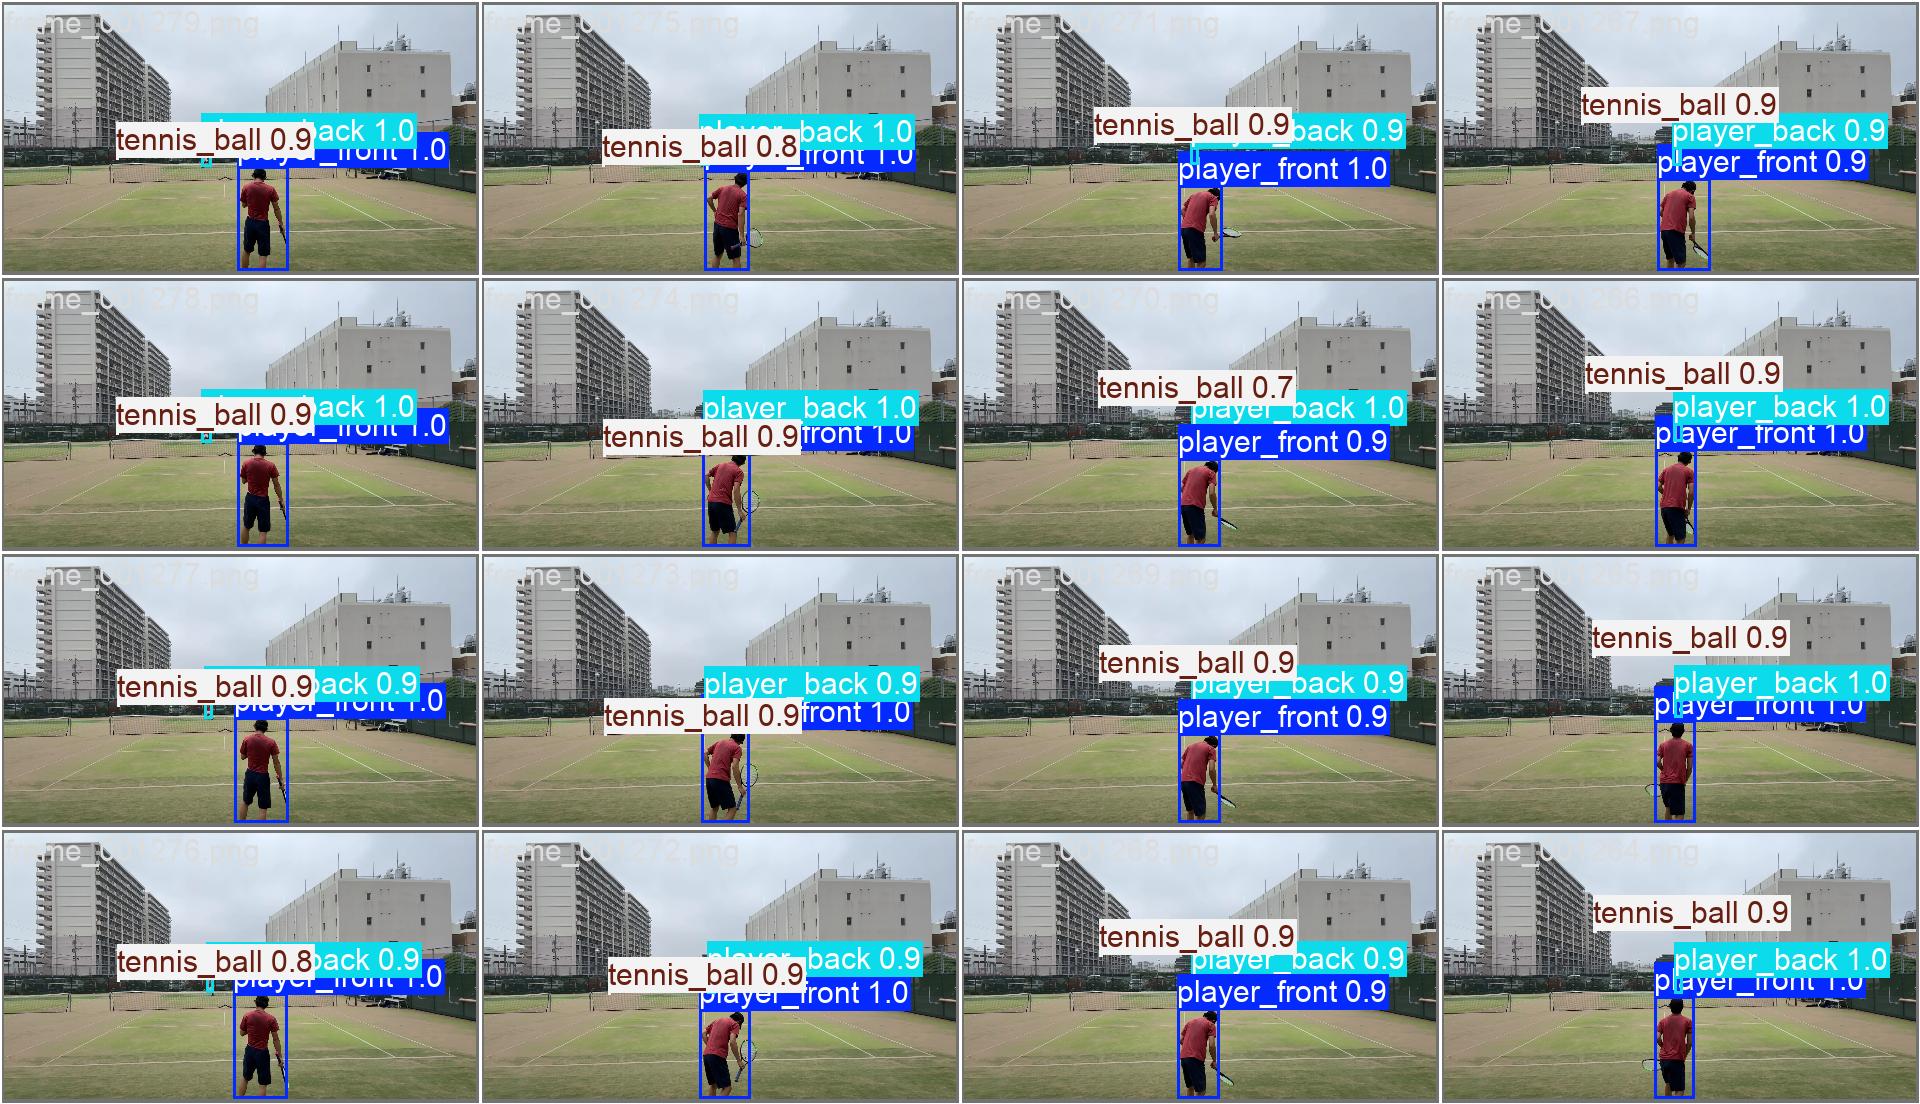 frame_001279.png
tennis_ball 0.9
back 1.0
player_front 1.0
frame_001275.png
player_back 1.0
tennis_ball 0.8
front 1.0
frame_001271.png
tennis_ball 0.9
back 0.9
player_front 1.0
frame_001267.png
tennis_ball 0.9
player_back 0.9
player_front 0.9
frame_001278.png
tennis_ball 0.9
back 1.0
player_front 1.0
frame_001274.png
player_back 1.0
tennis_ball 0.9
front 1.0
frame_001270.png
tennis_ball 0.7
player_back 1.0
player_front 0.9
frame_001266.png
tennis_ball 0.9
player_back 1.0
player_front 1.0
frame_001277.png
tennis_ball 0.9
back 0.9
player_front 1.0
frame_001273.png
player_back 0.9
tennis_ball 0.9
front 1.0
frame_001269.png
tennis_ball 0.9
player_back 0.9
player_front 0.9
frame_001265.png
tennis_ball 0.9
player_back 1.0
player_front 1.0
frame_001276.png
tennis_ball 0.8
back 0.9
player_front 1.0
frame_001272.png
player_back 0.9
tennis_ball 0.9
player_front 1.0
frame_001268.png
tennis_ball 0.9
player_back 0.9
player_front 0.9
frame_001264.png
tennis_ball 0.9
player_back 1.0
player_front 1.0